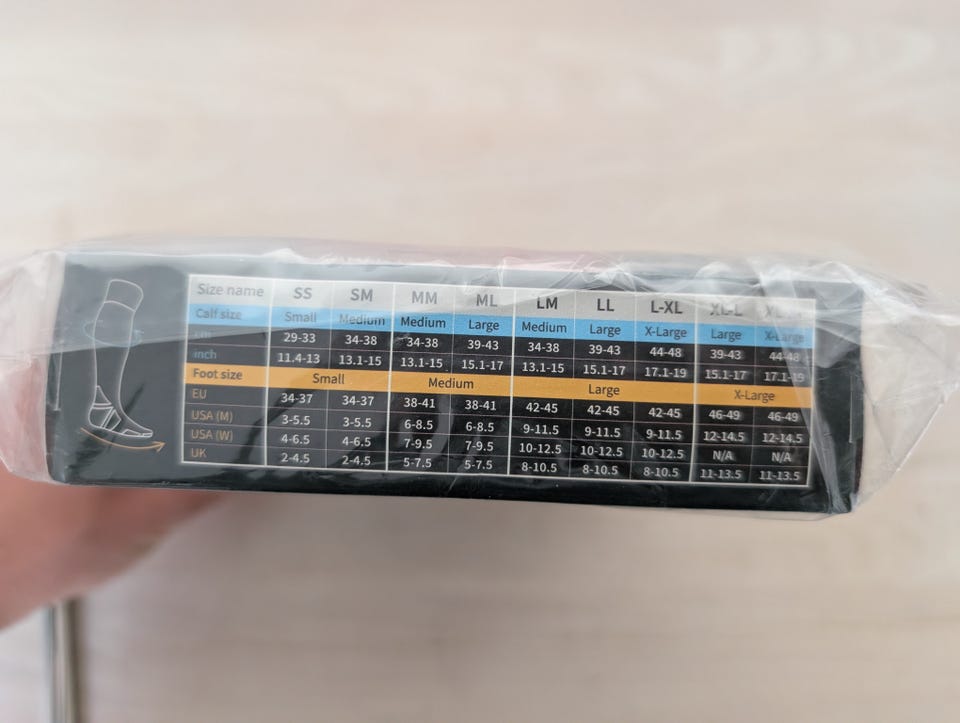 Size name SS SM MM ML LM LL L-XL XL-L
Calf size Small Medium Medium Large Medium Large X-Large Large X-Large
cm 29-33 34-38 34-38 39-43 34-38 39-43 44-48 39-43 44-48
inch 11.4-13 13.1-15 13.1-15 15.1-17 13.1-15 15.1-17 17.1-19 15.1-17 17.1-19
Foot size Small Medium Large X-Large
EU 34-37 34-37 38-41 38-41 42-45 42-45 42-45 46-49 46-49
USA (M) 3-5.5 3-5.5 6-8.5 6-8.5 9-11.5 9-11.5 9-11.5 12-14.5 12-14.5
USA (W) 4-6.5 4-6.5 7-9.5 7-9.5 10-12.5 10-12.5 10-12.5 N/A N/A
UK 2-4.5 2-4.5 5-7.5 5-7.5 8-10.5 8-10.5 8-10.5 11-13.5 11-13.5